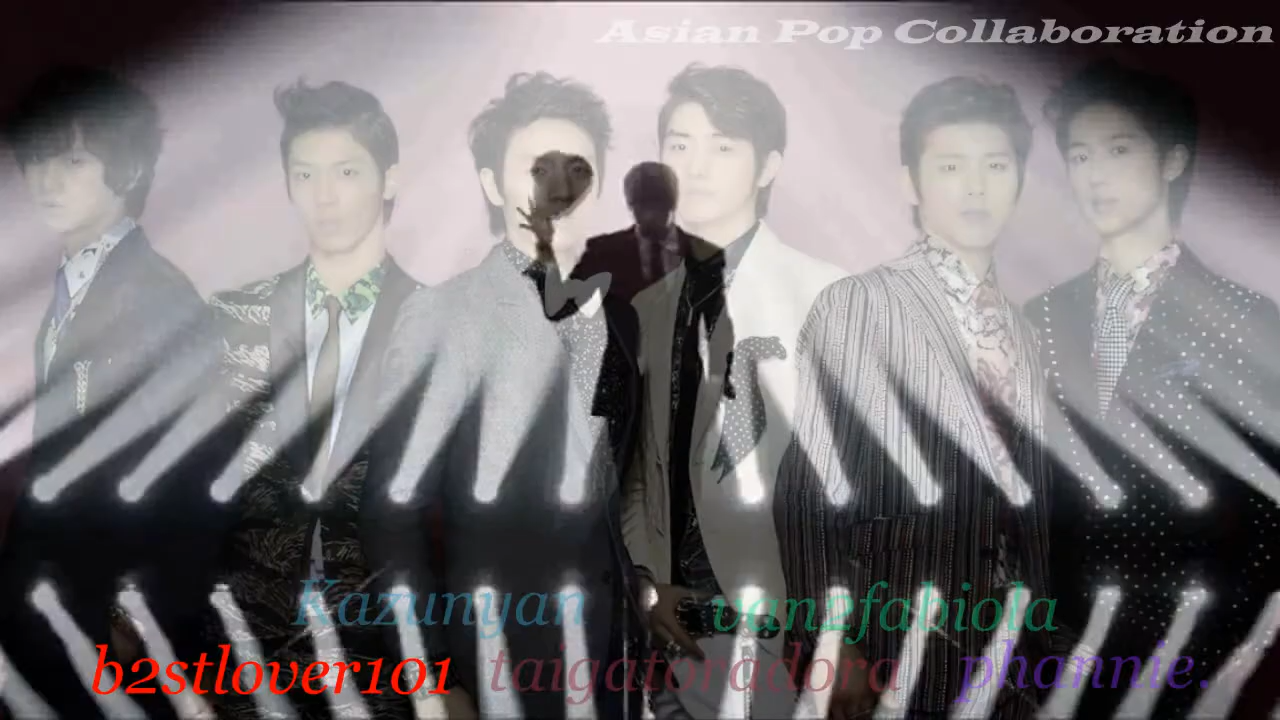 Asian Pop Collaboration
Kazunyan
van2fabiola
b2stlover101
taigatoradora
phannie.